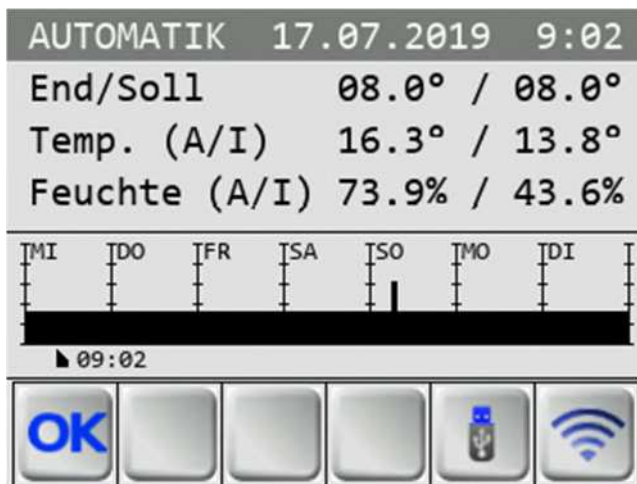 AUTOMATIK 17.07.2019 9:02
End/Soll 08.0° / 08.0°
Temp. (A/I) 16.3° / 13.8°
Feuchte (A/I) 73.9% / 43.6%
MI DO FR SA SO MO DI
09:02
OK